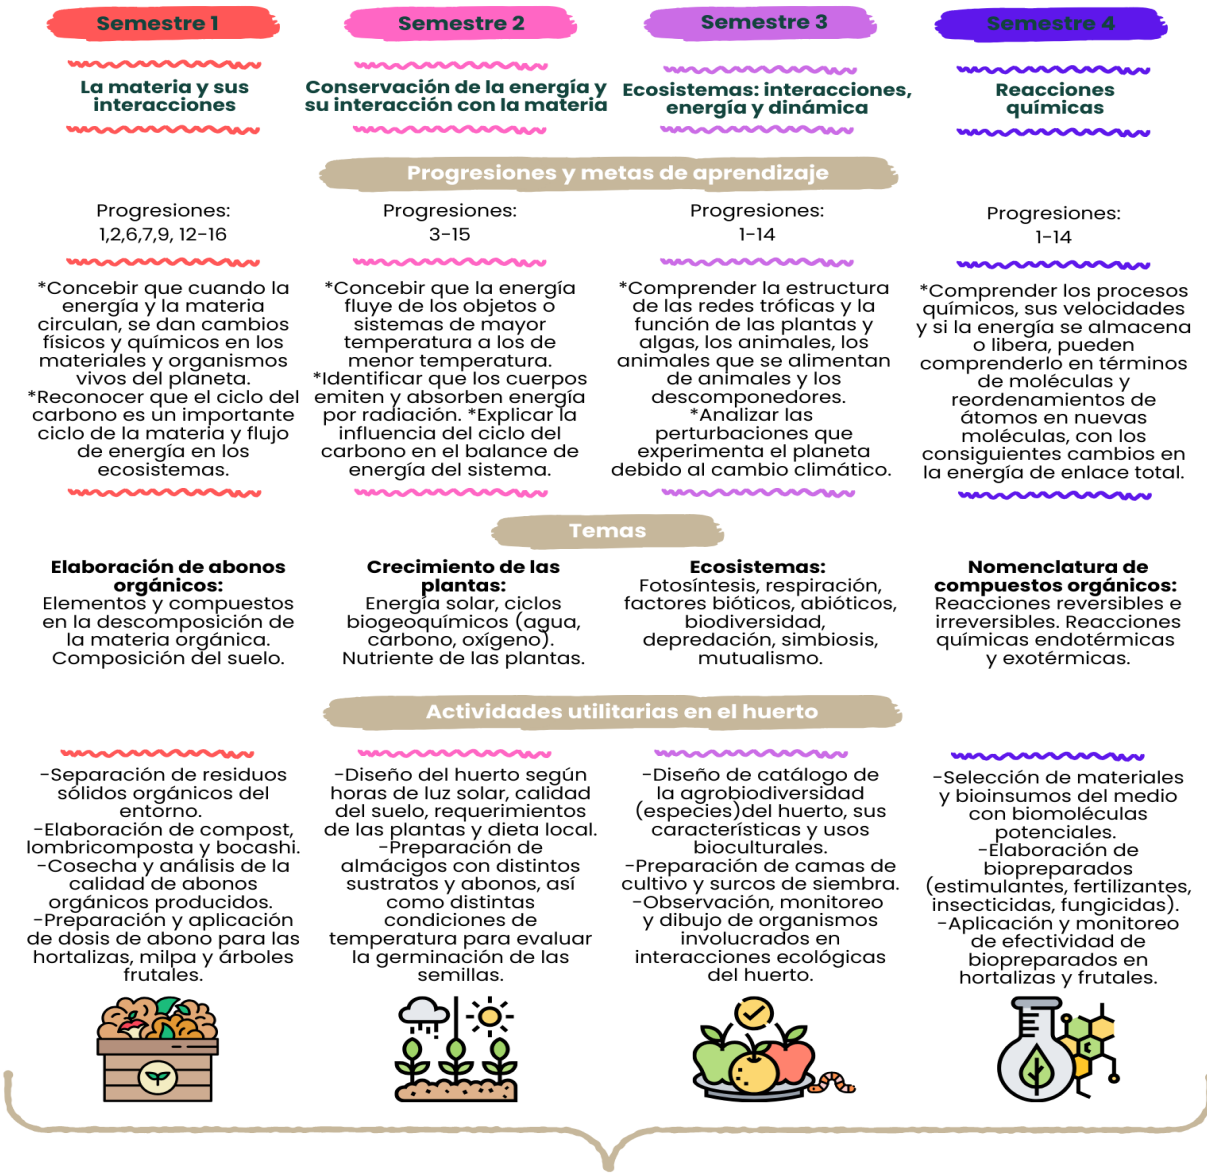 Semestre 1
Semestre 2
Semestre 3
Semestre 4
La materia y sus
interacciones
Conservación de la energía y
su interacción con la materia
Ecosistemas: interacciones,
energía y dinámica
Reacciones
químicas
Progresiones y metas de aprendizaje
Progresiones:
1,2,6,7,9, 12-16
Progresiones:
3-15
Progresiones:
1-14
Progresiones:
1-14
*Concebir que cuando la
energía y la materia
circulan, se dan cambios
físicos y químicos en los
materiales y organismos
vivos del planeta.
*Reconocer que el ciclo del
carbono es un importante
ciclo de la materia y flujo
de energía en los
ecosistemas.
*Concebir que la energía
fluye de los objetos o
sistemas de mayor
temperatura a los de
menor temperatura.
*Identificar que los cuerpos
emiten y absorben energía
por radiación. *Explicar la
influencia del ciclo del
carbono en el balance de
energía del sistema.
*Comprender la estructura
de las redes tróficas y la
función de las plantas y
algas, los animales, los
animales que se alimentan
de animales y los
descomponedores.
*Analizar las
perturbaciones que
experimenta el planeta
debido al cambio climático.
*Comprender los procesos
químicos, sus velocidades
y si la energía se almacena
o libera, pueden
comprenderlo en términos
de moléculas y
reordenamientos de
átomos en nuevas
moléculas, con los
consiguientes cambios en
la energía de enlace total.
Temas
Elaboración de abonos
orgánicos:
Elementos y compuestos
en la descomposición de
la materia orgánica.
Composición del suelo.
Crecimiento de las
plantas:
Energía solar, ciclos
biogeoquímicos (agua,
carbono, oxígeno).
Nutriente de las plantas.
Ecosistemas:
Fotosíntesis, respiración,
factores bióticos, abióticos,
biodiversidad,
depredación, simbiosis,
mutualismo.
Nomenclatura de
compuestos orgánicos:
Reacciones reversibles e
irreversibles. Reacciones
químicas endotérmicas
y exotérmicas.
Actividades utilitarias en el huerto
-Separación de residuos
sólidos orgánicos del
entorno.
-Elaboración de compost,
lombricomposta y bocashi.
-Cosecha y análisis de la
calidad de abonos
orgánicos producidos.
-Preparación y aplicación
de dosis de abono para las
hortalizas, milpa y árboles
frutales.
-Diseño del huerto según
horas de luz solar, calidad
del suelo, requerimientos
de las plantas y dieta local.
-Preparación de
almácigos con distintos
sustratos y abonos, así
como distintas
condiciones de
temperatura para evaluar
la germinación de las
semillas.
-Diseño de catálogo de
la agrobiodiversidad
(especies)del huerto, sus
características y usos
bioculturales.
-Preparación de camas de
cultivo y surcos de siembra.
-Observación, monitoreo
y dibujo de organismos
involucrados en
interacciones ecológicas
del huerto.
-Selección de materiales
y bioinsumos del medio
con biomoléculas
potenciales.
-Elaboración de
biopreparados
(estimulantes, fertilizantes,
insecticidas, fungicidas).
-Aplicación y monitoreo
de efectividad de
biopreparados en
hortalizas y frutales.